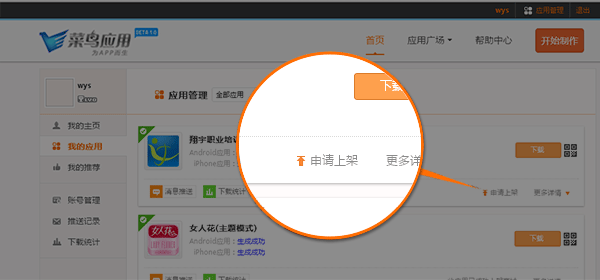 wys 应用管理 退出
菜鸟应用 BETA 1.0
为APP而生
首页 应用广场 帮助中心 开始制作
wys
应用管理 全部应用
我的主页
我的应用
我的推荐
账号管理
推送记录
下载统计
翔宇职业培训
Android应用：生成成功
iPhone应用：
下载
消息推送 下载统计
申请上架 更多详情
下载
申请上架 更多详
女人花(主题模式)
Android应用：生成成功
iPhone应用：生成成功
下载